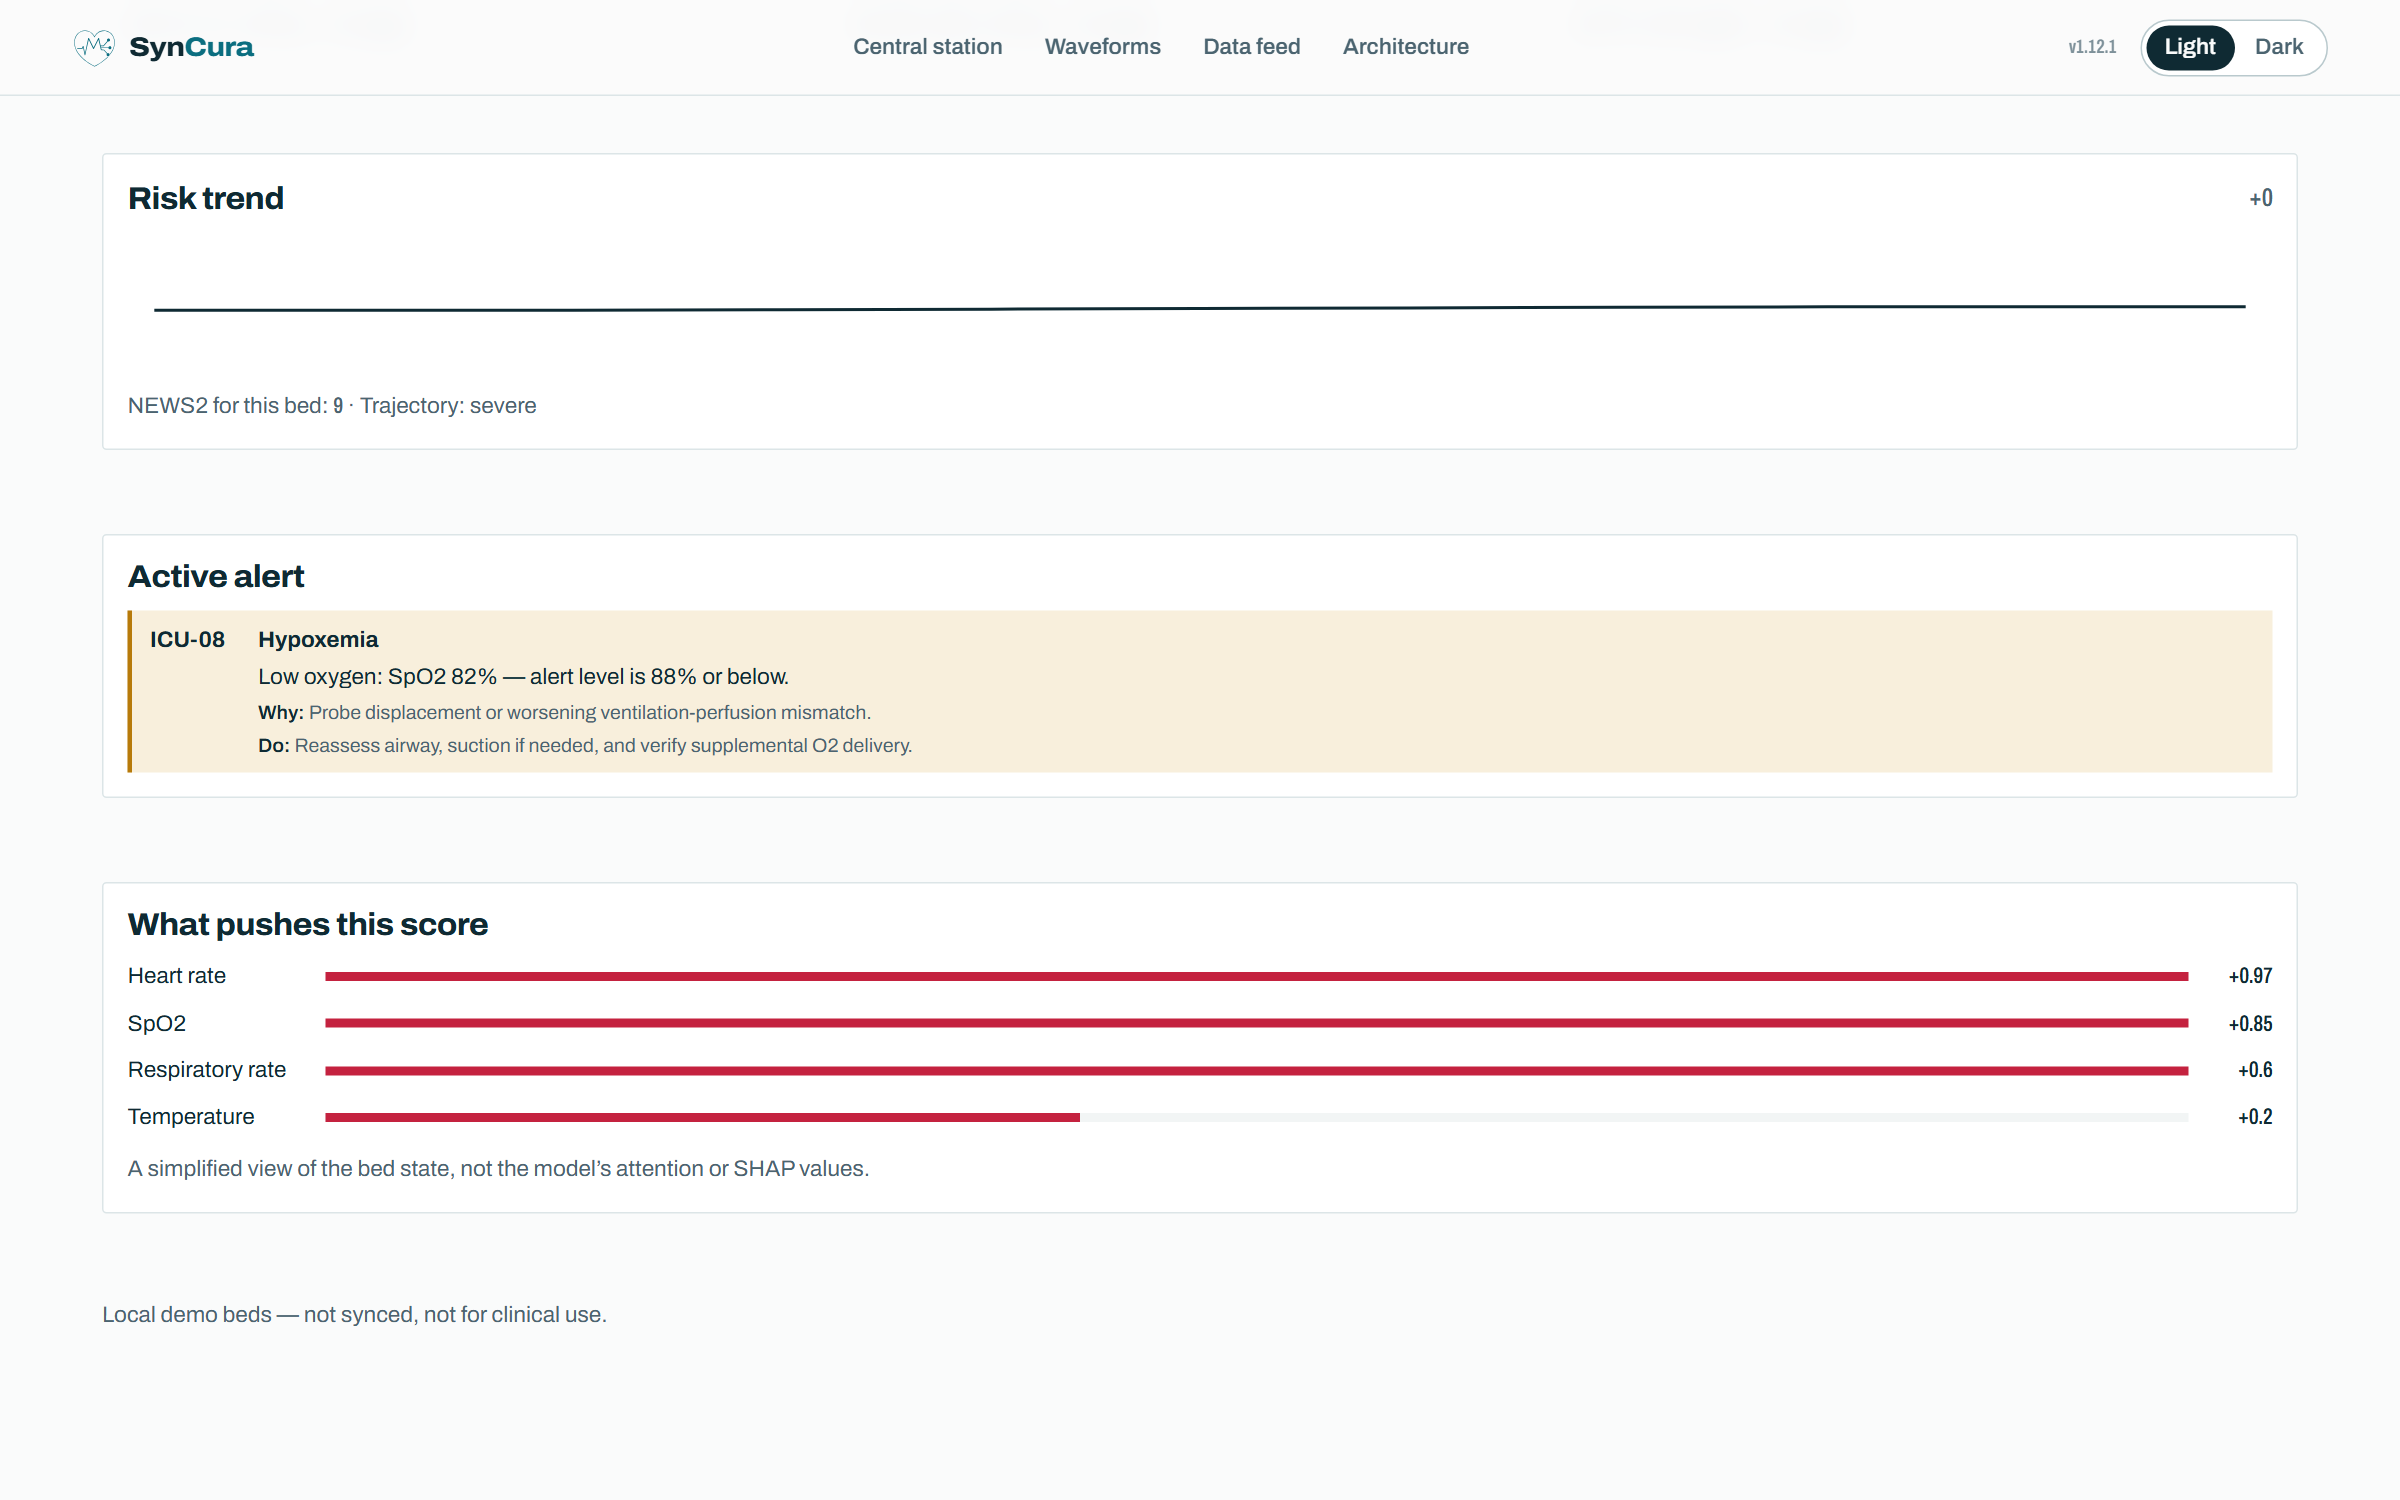 SynCura
Central station
Waveforms
Data feed
Architecture
v1.12.1
Light
Dark
Risk trend
+0
NEWS2 for this bed: 9 · Trajectory: severe
Active alert
ICU-08
Hypoxemia
Low oxygen: SpO2 82% — alert level is 88% or below.
Why: Probe displacement or worsening ventilation-perfusion mismatch.
Do: Reassess airway, suction if needed, and verify supplemental O2 delivery.
What pushes this score
Heart rate +0.97
SpO2 +0.85
Respiratory rate +0.6
Temperature +0.2
A simplified view of the bed state, not the model’s attention or SHAP values.
Local demo beds — not synced, not for clinical use.